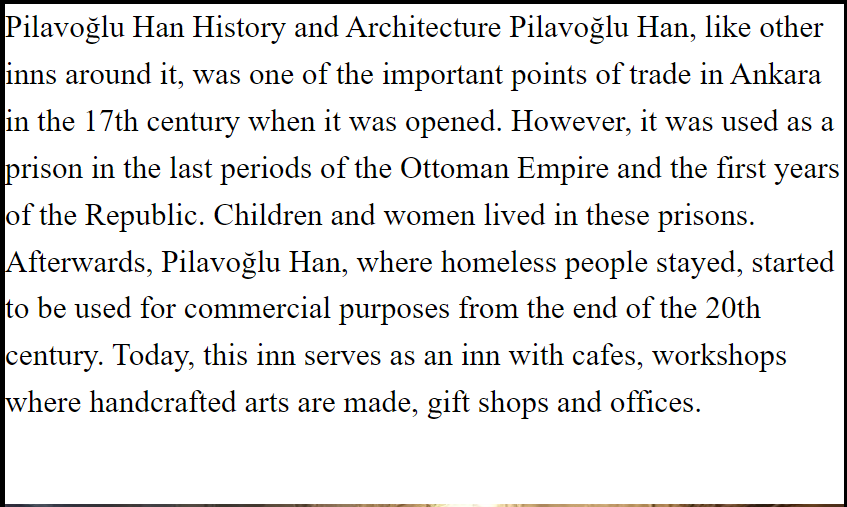 Pilavoğlu Han History and Architecture Pilavoğlu Han, like other
inns around it, was one of the important points of trade in Ankara
in the 17th century when it was opened. However, it was used as a
prison in the last periods of the Ottoman Empire and the first years
of the Republic. Children and women lived in these prisons.
Afterwards, Pilavoğlu Han, where homeless people stayed, started
to be used for commercial purposes from the end of the 20th
century. Today, this inn serves as an inn with cafes, workshops
where handcrafted arts are made, gift shops and offices.